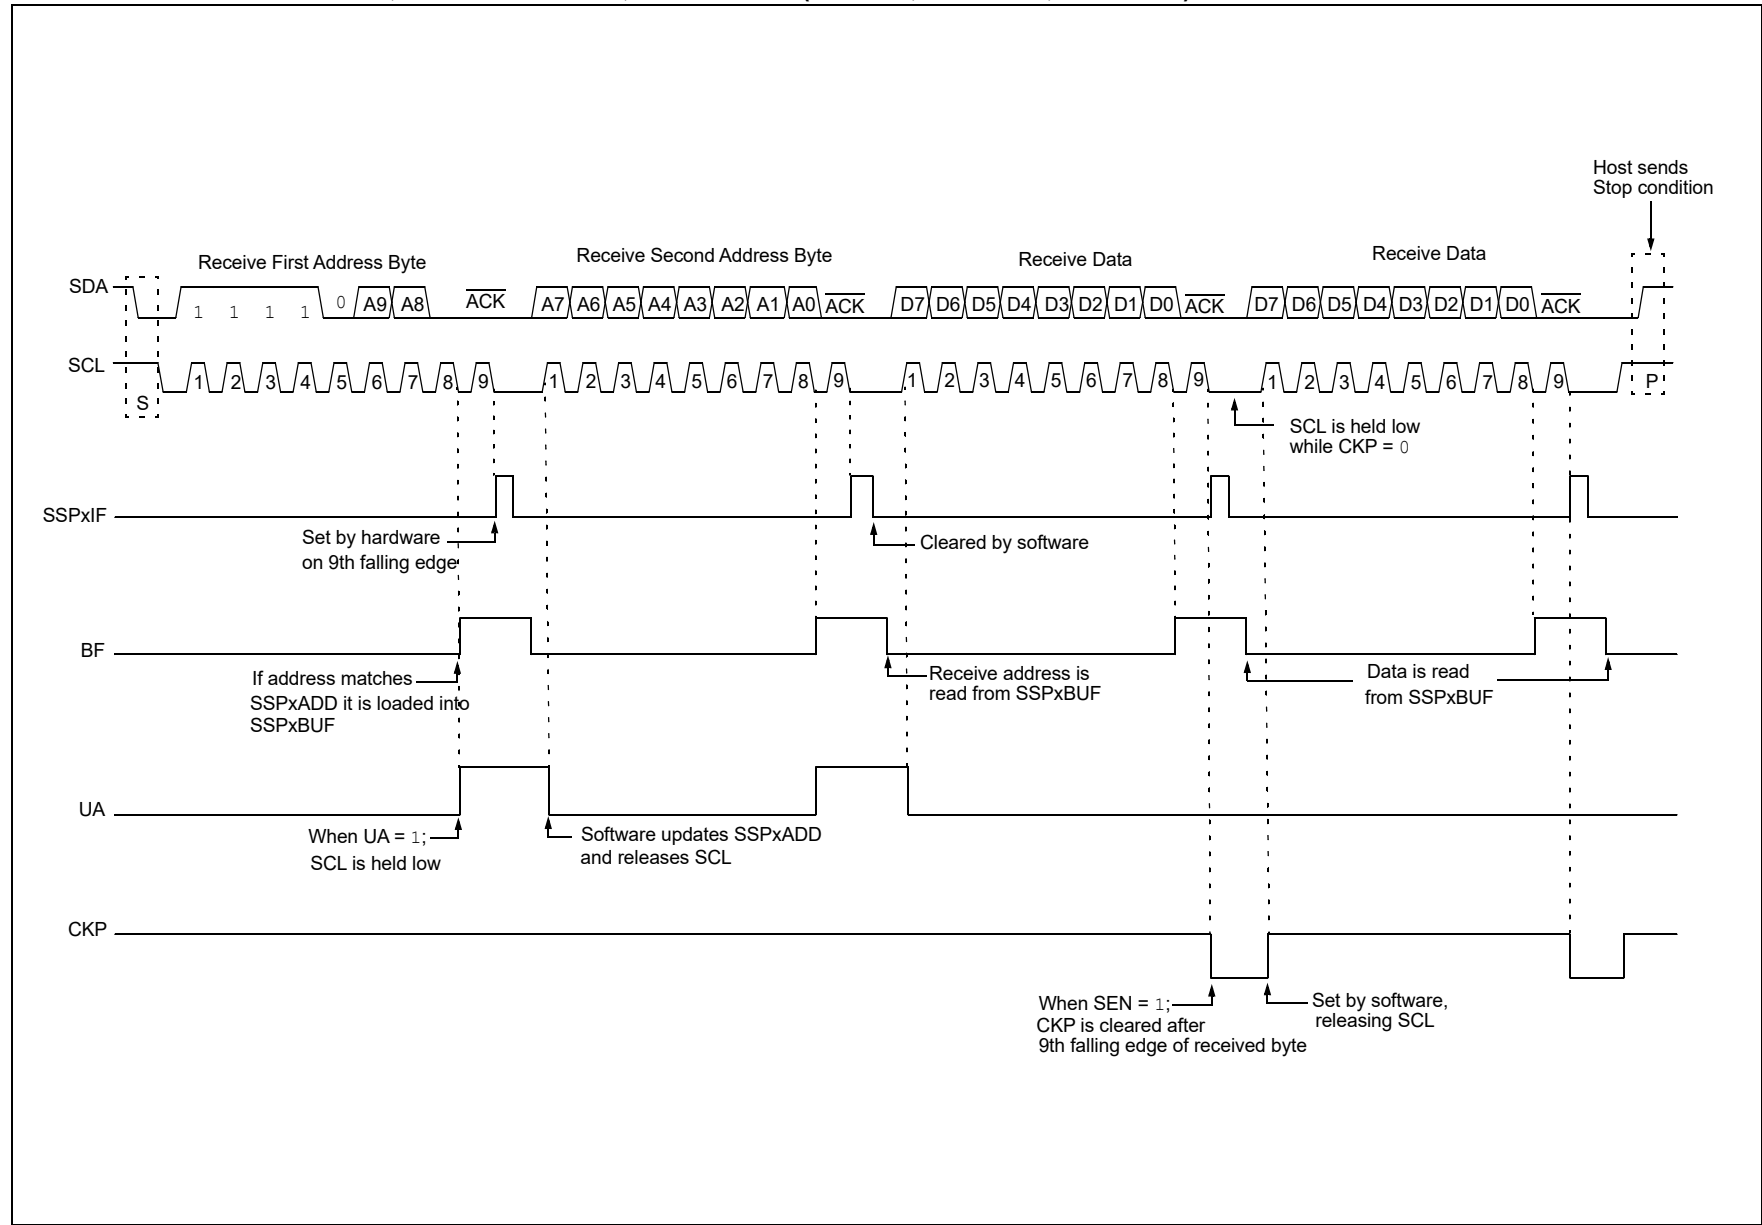 Host sends
Stop condition
Receive First Address Byte
Receive Second Address Byte
Receive Data
Receive Data
SDA
1 1 1 1 0 A9 A8 ACK A7 A6 A5 A4 A3 A2 A1 A0 ACK D7 D6 D5 D4 D3 D2 D1 D0 ACK D7 D6 D5 D4 D3 D2 D1 D0 ACK
SCL
S 1 2 3 4 5 6 7 8 9 1 2 3 4 5 6 7 8 9 1 2 3 4 5 6 7 8 9 1 2 3 4 5 6 7 8 9 P
SCL is held low
while CKP = 0
SSPxIF
Set by hardware
on 9th falling edge
Cleared by software
BF
If address matches
SSPxADD it is loaded into
SSPxBUF
Receive address is
read from SSPxBUF
Data is read
from SSPxBUF
UA
When UA = 1;
SCL is held low
Software updates SSPxADD
and releases SCL
CKP
When SEN = 1;
CKP is cleared after
9th falling edge of received byte
Set by software,
releasing SCL